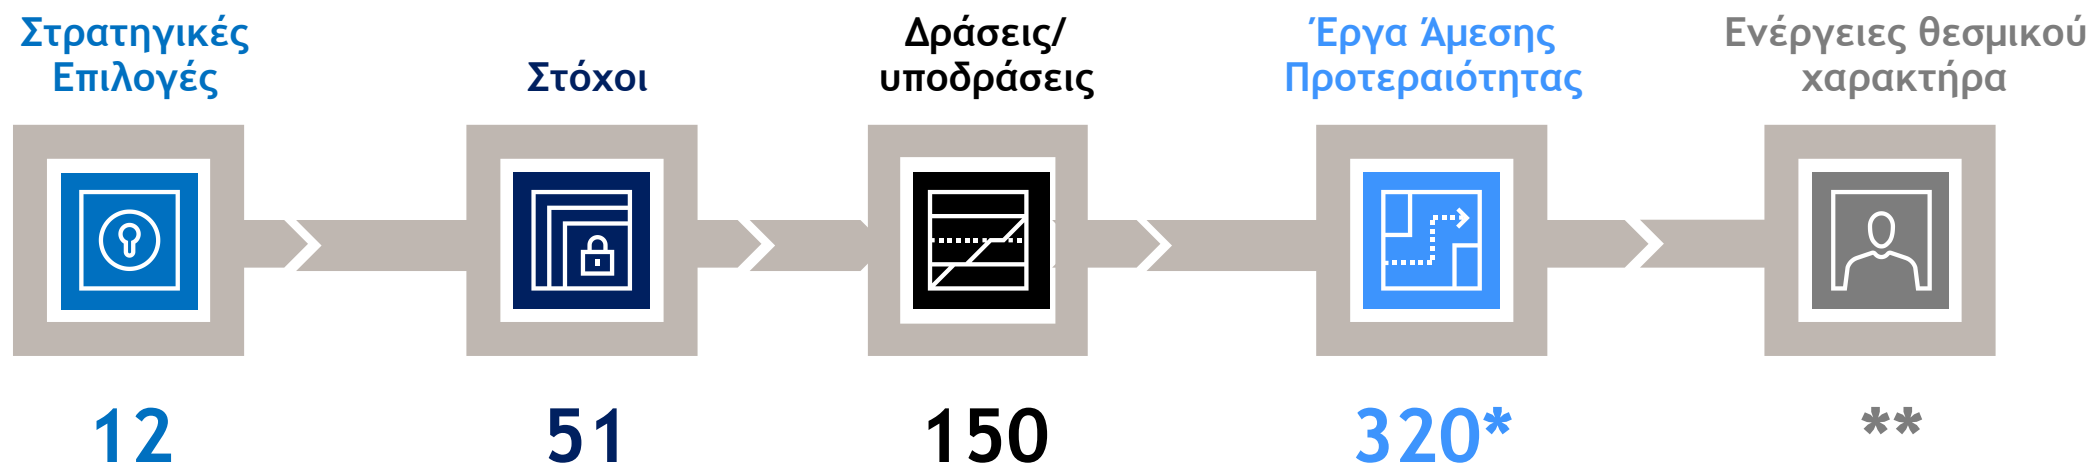 Στρατηγικές
Επιλογές
Στόχοι
Δράσεις/
υποδράσεις
Έργα Άμεσης
Προτεραιότητας
Ενέργειες θεσμικού
χαρακτήρα
12
51
150
320*
**